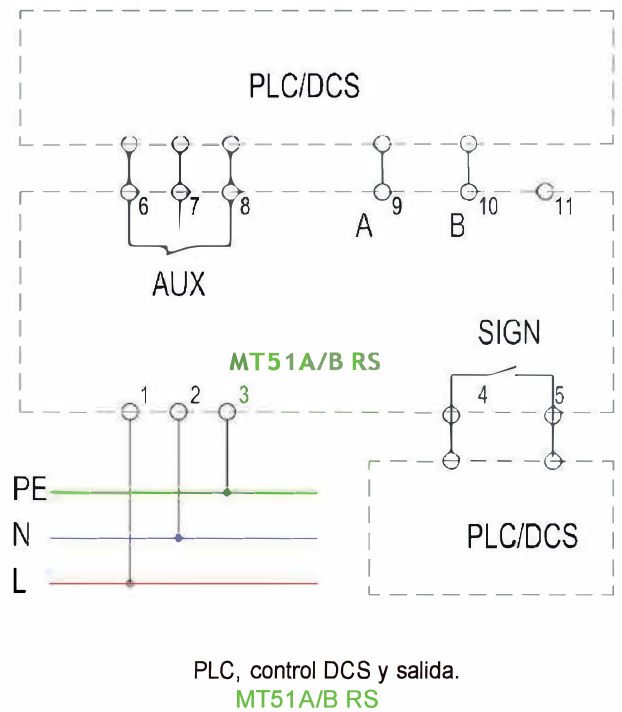 PLC/DCS
6 7 8 9 10 11
A B
AUX
SIGN
MT51A/B RS
1 2 3 4 5
PE
N
PLC/DCS
L
PLC, control DCS y salida.
MT51A/B RS